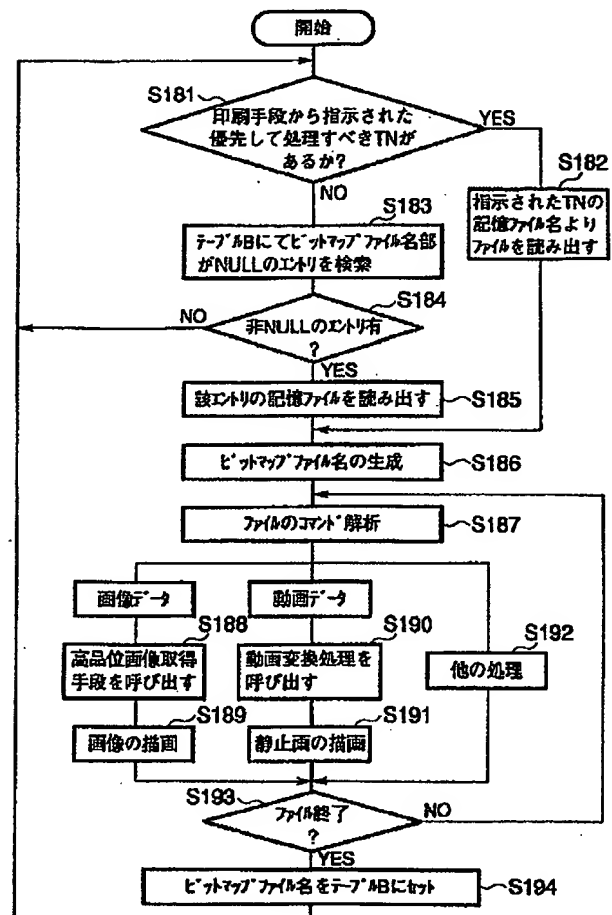 開始
S181
印刷手段から指示された
優先して処理すべきTNが
あるか?
YES
NO
S182
指示されたTNの
記憶ファイル名より
ファイルを読み出す
S183
テーブルBにてビットマップファイル名部
がNULLのエントリを検索
S184
NO
非NULLのエントリ有
?
YES
該エントリの記憶ファイルを読み出す
S185
ビットマップファイル名の生成
S186
ファイルのコマンド解析
S187
画像データ
動画データ
S188
S190
S192
高品位画像取得
手段を呼び出す
動画変換処理を
呼び出す
他の処理
S189
S191
画像の描画
静止画の描画
S193
ファイル終了
?
NO
YES
ビットマップファイル名をテーブルBにセット
S194